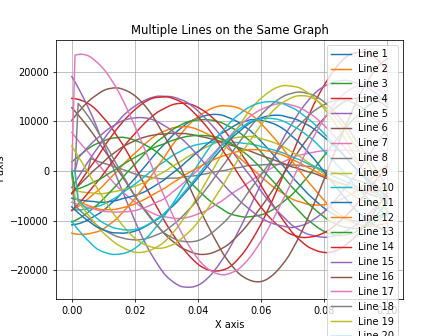 Multiple Lines on the Same Graph
20000
10000
0
−10000
−20000
0.00
0.02
0.04
0.06
X axis
Line 1
Line 2
Line 3
Line 4
Line 5
Line 6
Line 7
Line 8
Line 9
Line 10
Line 11
Line 12
Line 13
Line 14
Line 15
Line 16
Line 17
Line 18
Line 19
Line 20